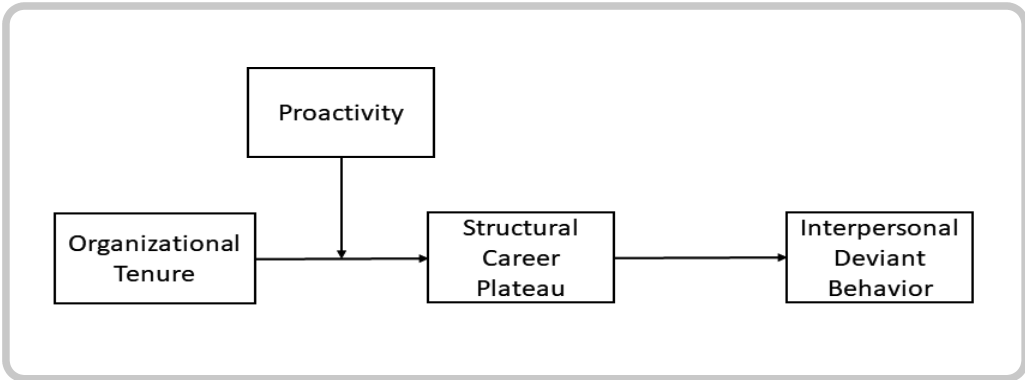 Proactivity
Organizational
Tenure
Structural
Career
Plateau
Interpersonal
Deviant
Behavior